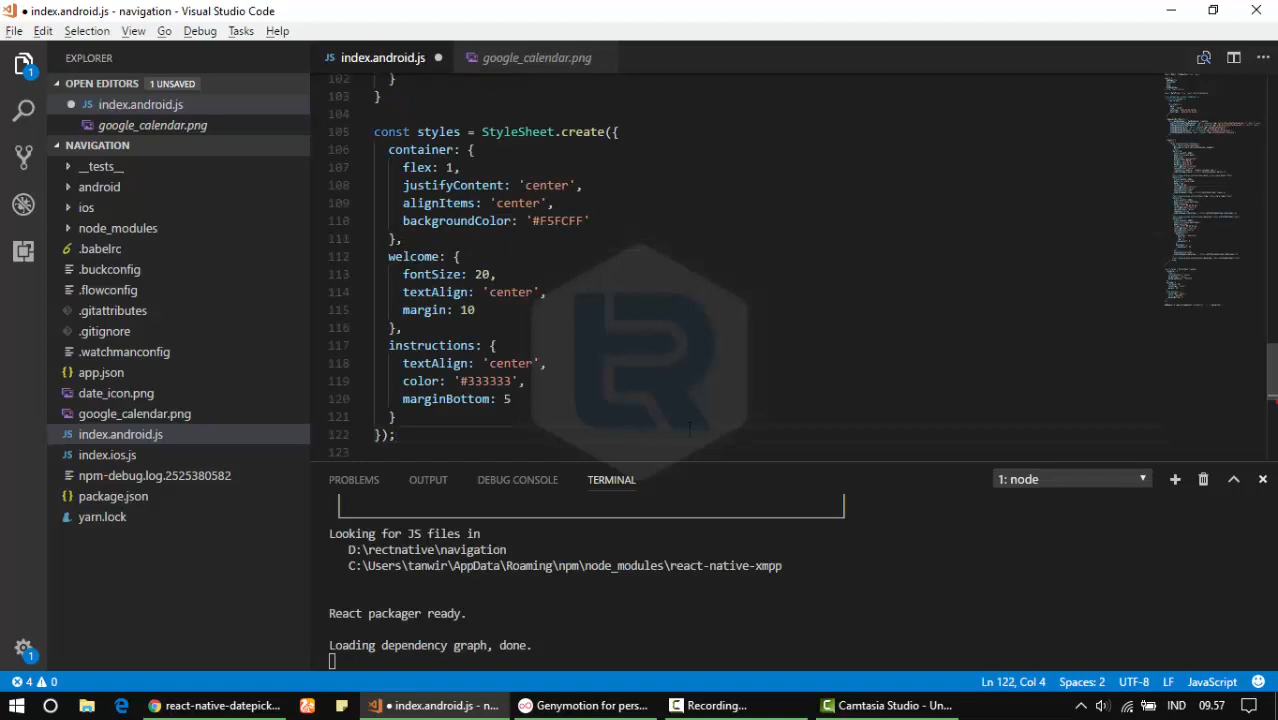 ● index.android.js - navigation - Visual Studio Code
File Edit Selection View Go Debug Tasks Help
EXPLORER
OPEN EDITORS 1 UNSAVED
index.android.js
google_calendar.png
NAVIGATION
__tests__
android
ios
node_modules
.babelrc
.buckconfig
.flowconfig
.gitattributes
.gitignore
.watchmanconfig
app.json
date_icon.png
google_calendar.png
index.android.js
index.ios.js
npm-debug.log.2525380582
package.json
yarn.lock
index.android.js ● google_calendar.png
102 }
103 }
104
105 const styles = StyleSheet.create({
106 container: {
107 flex: 1,
108 justifyContent: 'center',
109 alignItems: 'center',
110 backgroundColor: '#F5FCFF'
111 },
112 welcome: {
113 fontSize: 20,
114 textAlign: 'center',
115 margin: 10
116 },
117 instructions: {
118 textAlign: 'center',
119 color: '#333333',
120 marginBottom: 5
121 }
122 });
123
PROBLEMS OUTPUT DEBUG CONSOLE TERMINAL 1: node
Looking for JS files in
D:\rectnative\navigation
C:\Users\tanwir\AppData\Roaming\npm\node_modules\react-native-xmpp
React packager ready.
Loading dependency graph, done.
4 0 Ln 122, Col 4 Spaces: 2 UTF-8 LF JavaScript
react-native-datepick... ● index.android.js - n... Genymotion for pers... Recording... Camtasia Studio - Un... IND 09.57